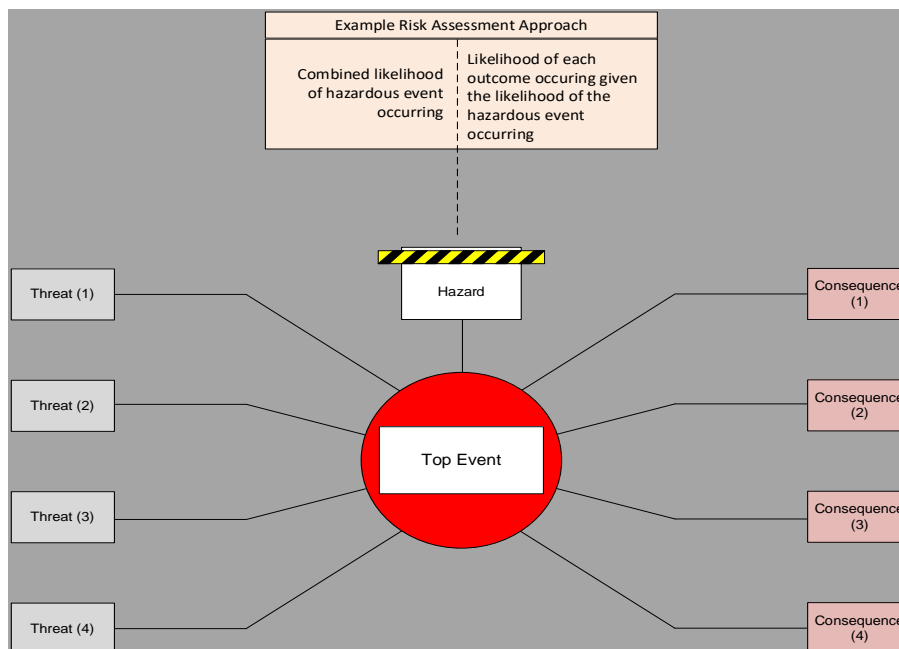 Example Risk Assessment Approach
Combined likelihood
of hazardous event
occurring
Likelihood of each
outcome occuring given
the likelihood of the
hazardous event
occurring
Hazard
Threat (1)
Threat (2)
Threat (3)
Threat (4)
Top Event
Consequence
(1)
Consequence
(2)
Consequence
(3)
Consequence
(4)